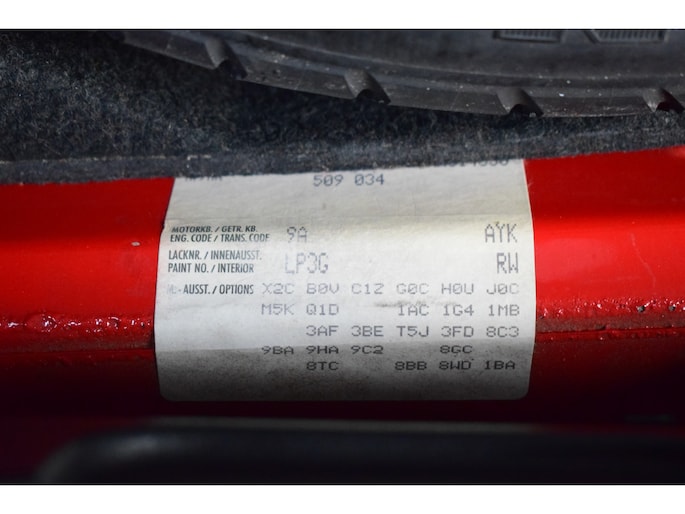 509 034
MOTORKB. / GETR. KB.
ENG. CODE / TRANS. CODE 9A AYK
LACKNR. / INNENAUSST.
PAINT NO. / INTERIOR LP3G RW
AUSST. / OPTIONS X2C B0V C1Z G0C H0U J0C
M5K Q1D 1AC 1G4 1MB
3AF 3BE T5J 3FD 8C3
9BA 9HA 9C2 8GC
8TC 8BB 8WD 1BA